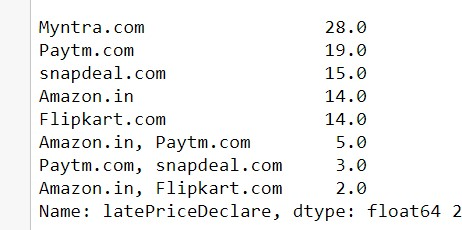 Myntra.com 28.0
Paytm.com 19.0
snapdeal.com 15.0
Amazon.in 14.0
Flipkart.com 14.0
Amazon.in, Paytm.com 5.0
Paytm.com, snapdeal.com 3.0
Amazon.in, Flipkart.com 2.0
Name: latePriceDeclare, dtype: float64 2